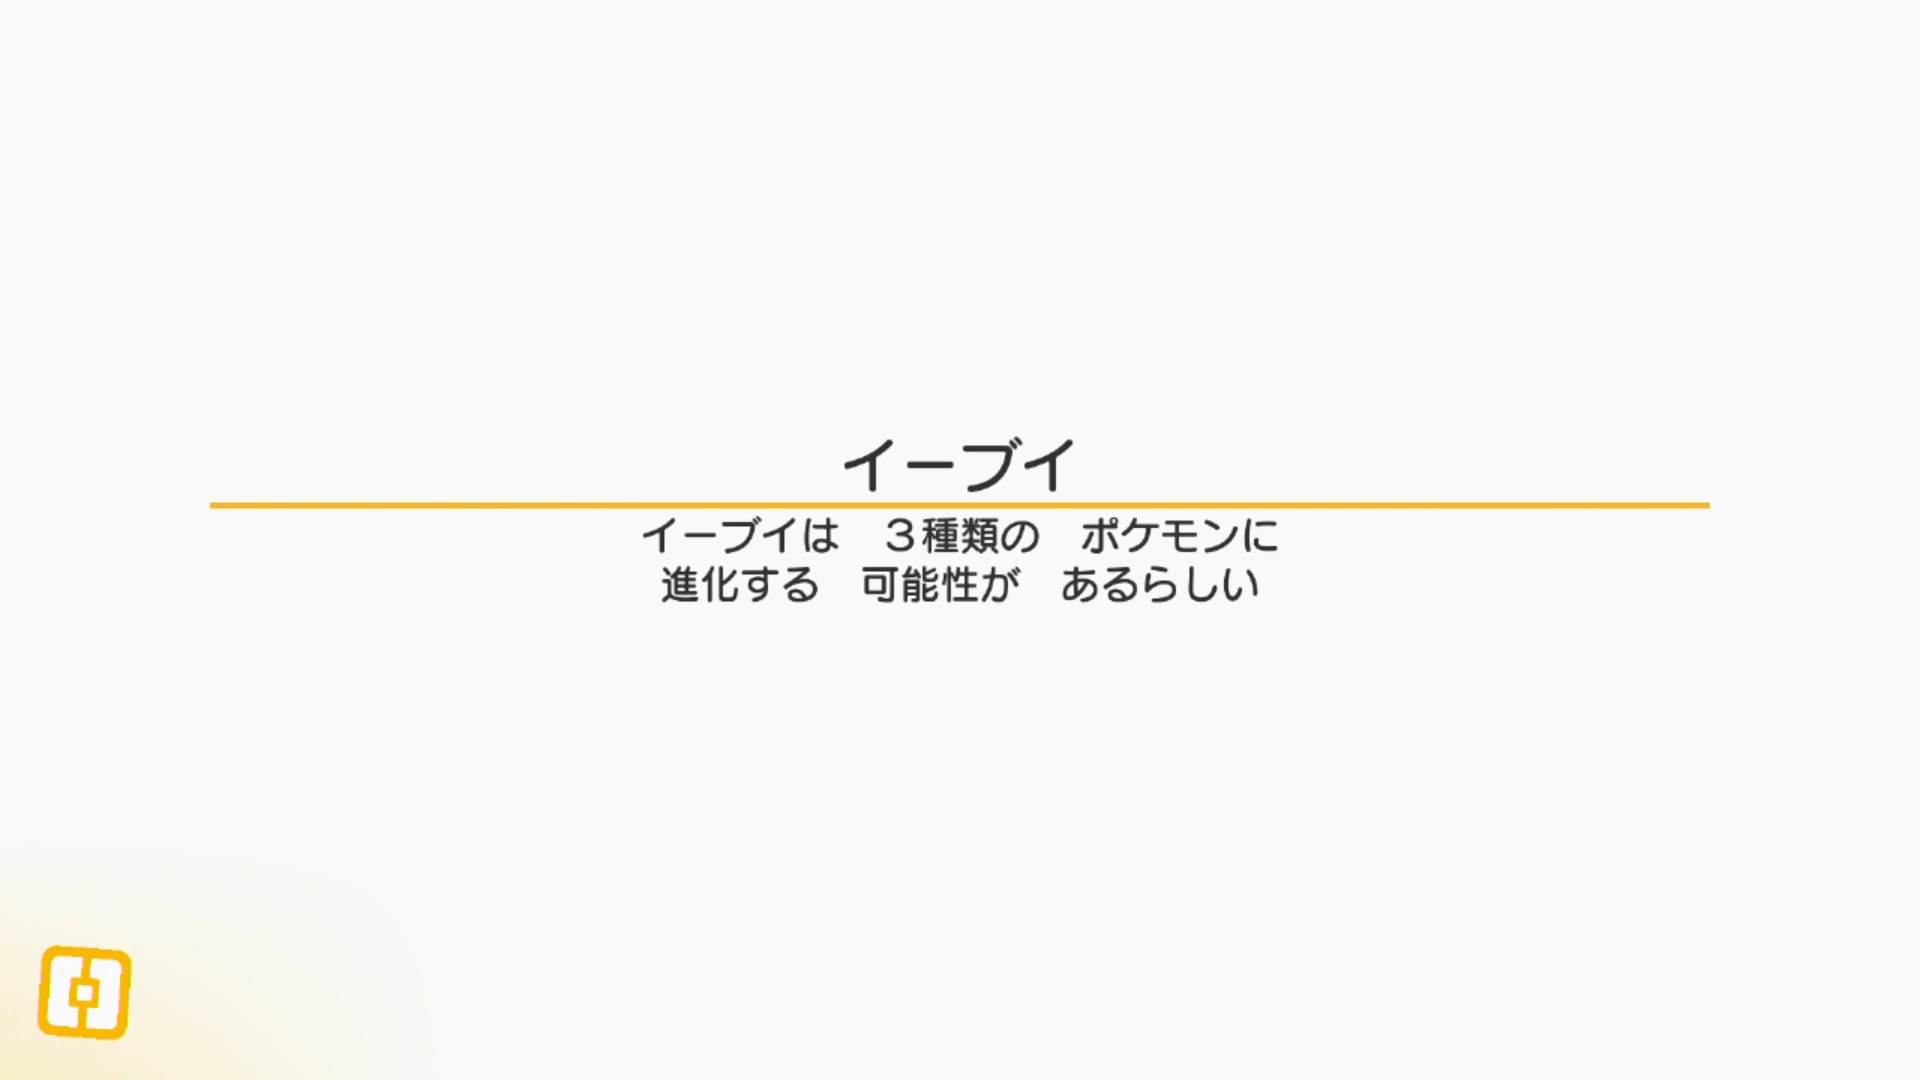 イーブイ
イーブイは　３種類の　ポケモンに
進化する　可能性が　あるらしい